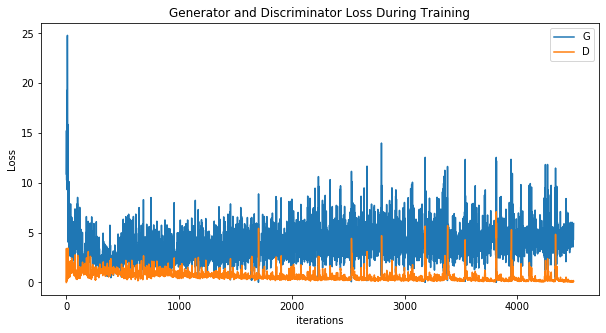 Generator and Discriminator Loss During Training
25
20
15
10
5
0
Loss
G
D
0
1000
2000
3000
4000
iterations